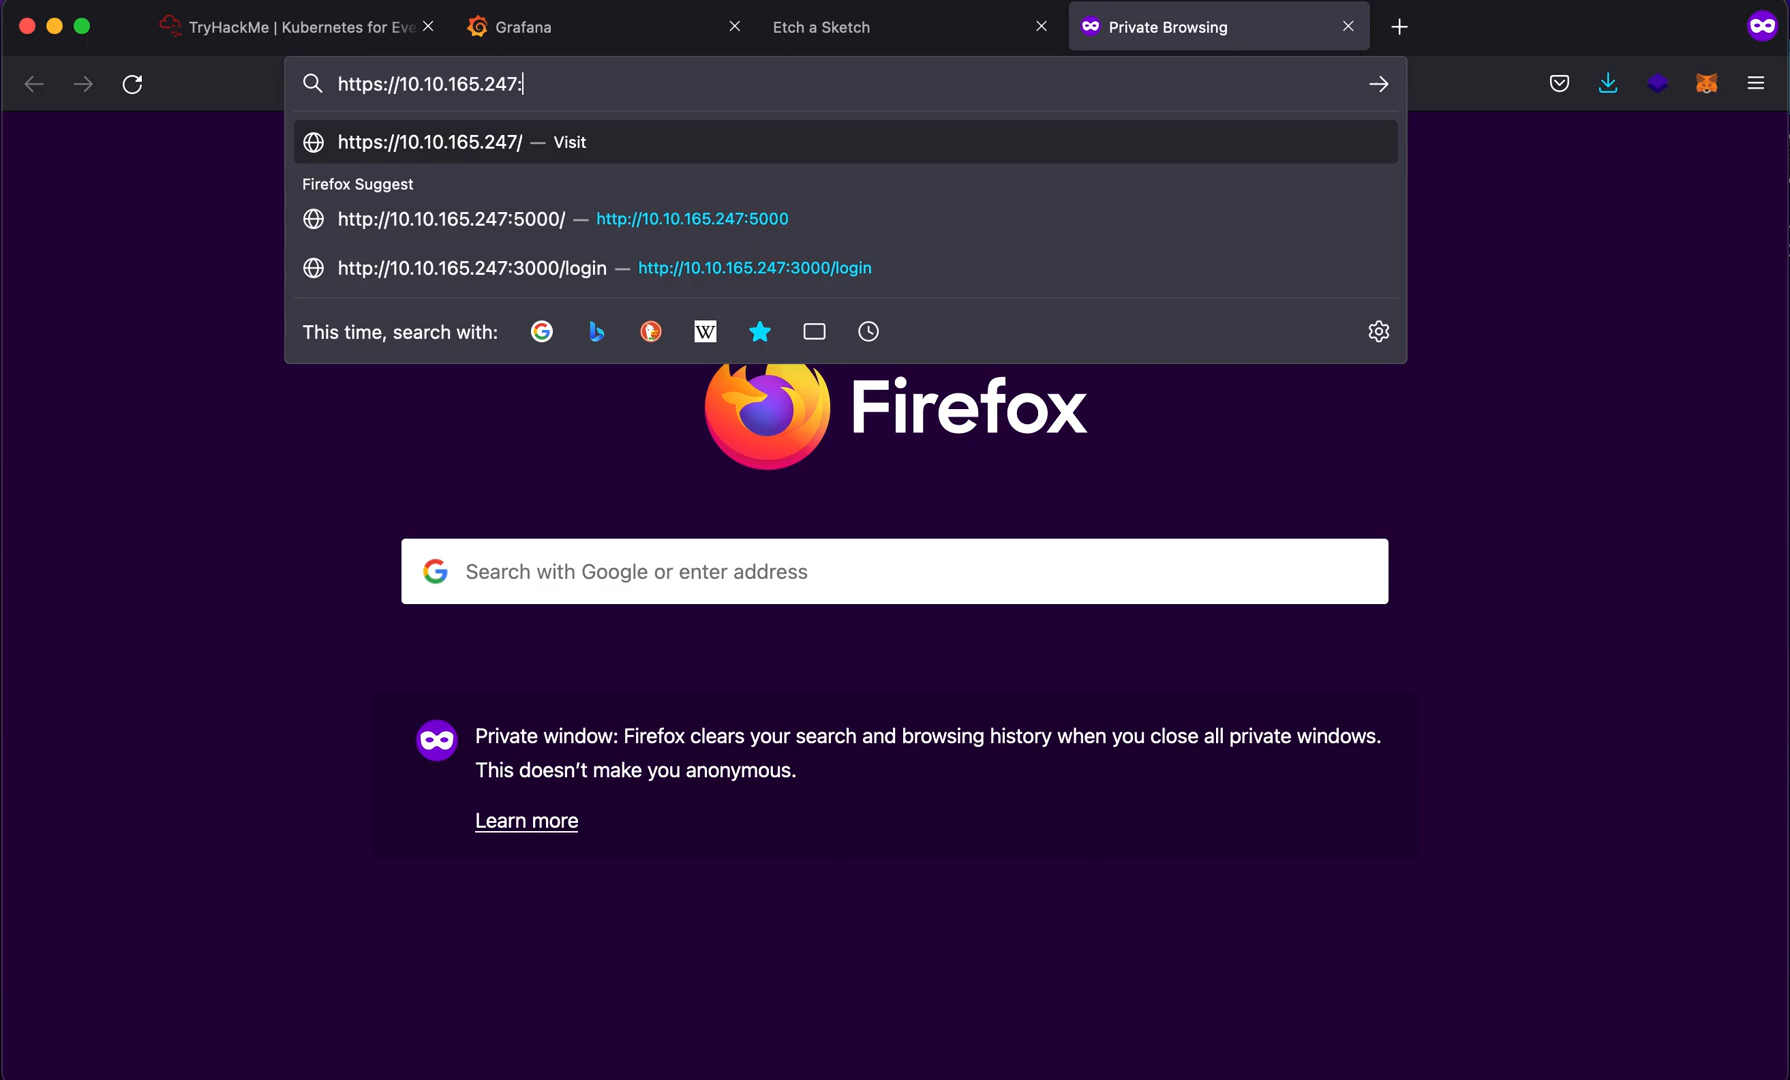 TryHackMe | Kubernetes for Eve
Grafana
Etch a Sketch
Private Browsing
https://10.10.165.247:
https://10.10.165.247/ — Visit
Firefox Suggest
http://10.10.165.247:5000/ — http://10.10.165.247:5000
http://10.10.165.247:3000/login — http://10.10.165.247:3000/login
This time, search with:
W
Firefox
Search with Google or enter address
Private window: Firefox clears your search and browsing history when you close all private windows.
This doesn’t make you anonymous.
Learn more